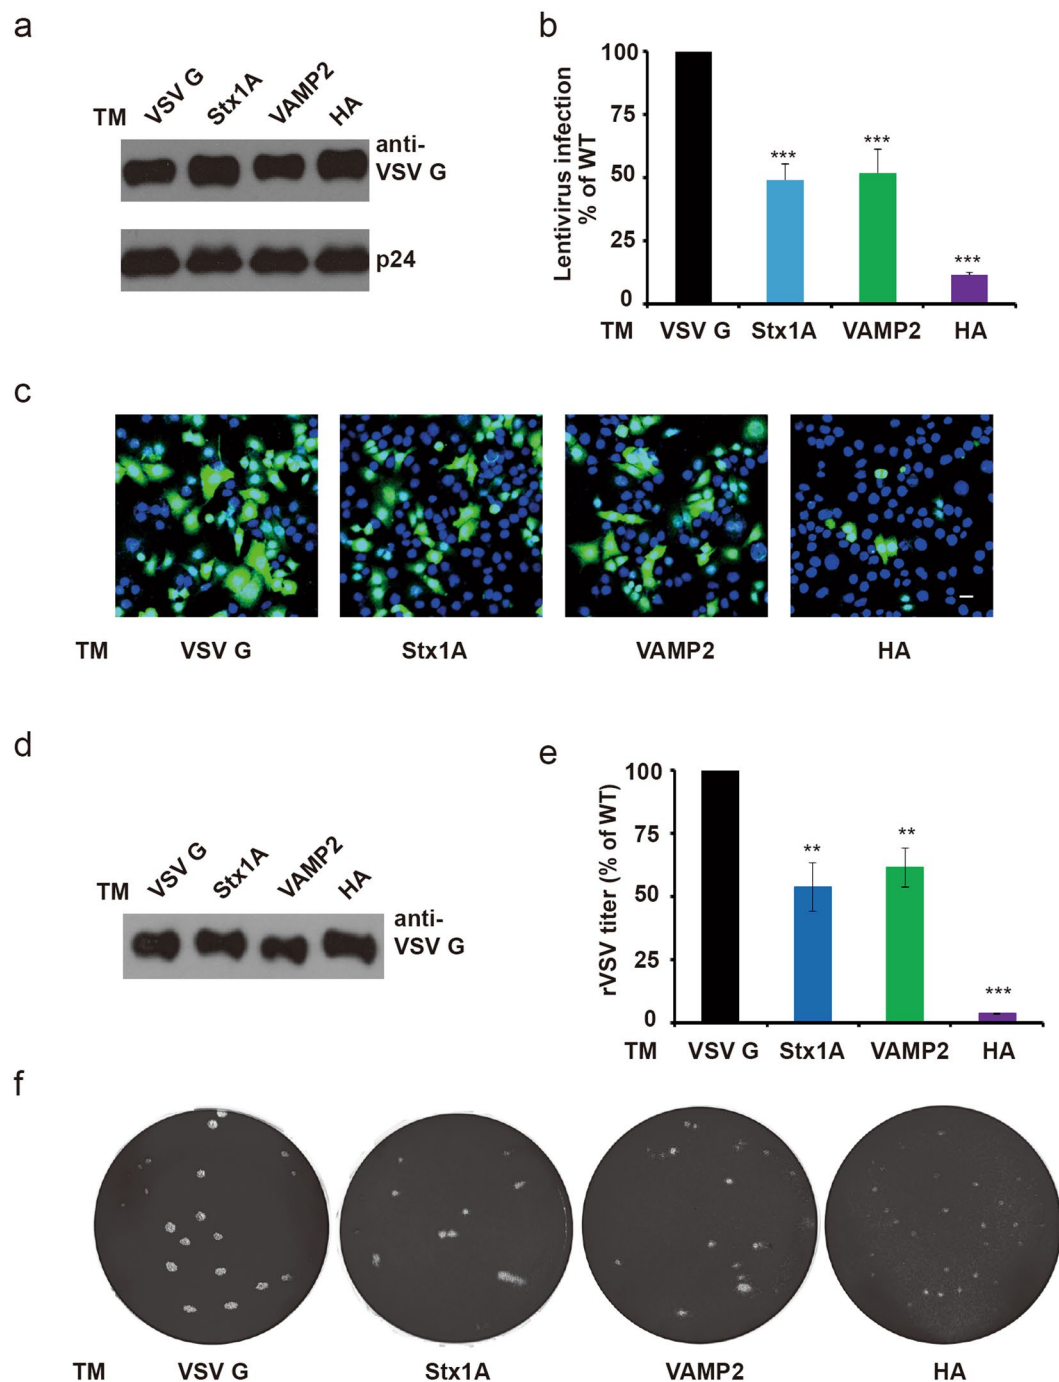 a
TM VSV G Stx1A VAMP2 HA
anti-
VSV G
p24
b
Lentivirus infection
% of WT
100
75
50
25
0
***
***
***
TM VSV G Stx1A VAMP2 HA
c
TM VSV G Stx1A VAMP2 HA
d
TM VSV G Stx1A VAMP2 HA
anti-
VSV G
e
rVSV titer (% of WT)
100
75
50
25
0
**
**
***
TM VSV G Stx1A VAMP2 HA
f
TM VSV G Stx1A VAMP2 HA